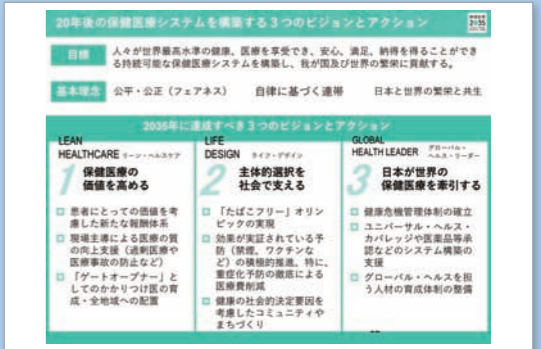 20年後の保健医療システムを構築する3つのビジョンとアクション
2035
目標
人々が世界最高水準の健康、医療を享受でき、安心、満足、納得を得ることができ
る持続可能な保健医療システムを構築し、我が国及び世界の繁栄に貢献する。
基本理念
公平・公正（フェアネス）
自律に基づく連帯
日本と世界の繁栄と共生
2035年に達成すべき3つのビジョンとアクション
LEAN
HEALTHCARE リーン・ヘルスケア
1 保健医療の
価値を高める
患者にとっての価値を考
慮した新たな報酬体系
現場主導による医療の質
の向上支援（過剰医療や
医療事故の防止など）
「ゲートオープナー」と
してのかかりつけ医の育
成・全地域への配置
LIFE
DESIGN ライフ・デザイン
2 主体的選択を
社会で支える
「たばこフリー」オリン
ピックの実現
効果が実証されている予
防（禁煙、ワクチンな
ど）の積極的推進。特に、
重症化予防の徹底による
医療費削減
健康の社会的決定要因を
考慮したコミュニティや
まちづくり
GLOBAL
HEALTH LEADER グローバル・
ヘルス・リーダー
3 日本が世界の
保健医療を牽引する
健康危機管理体制の確立
ユニバーサル・ヘルス・
カバレッジや医薬品等承
認などのシステム構築の
支援
グローバル・ヘルスを担
う人材の育成体制の整備